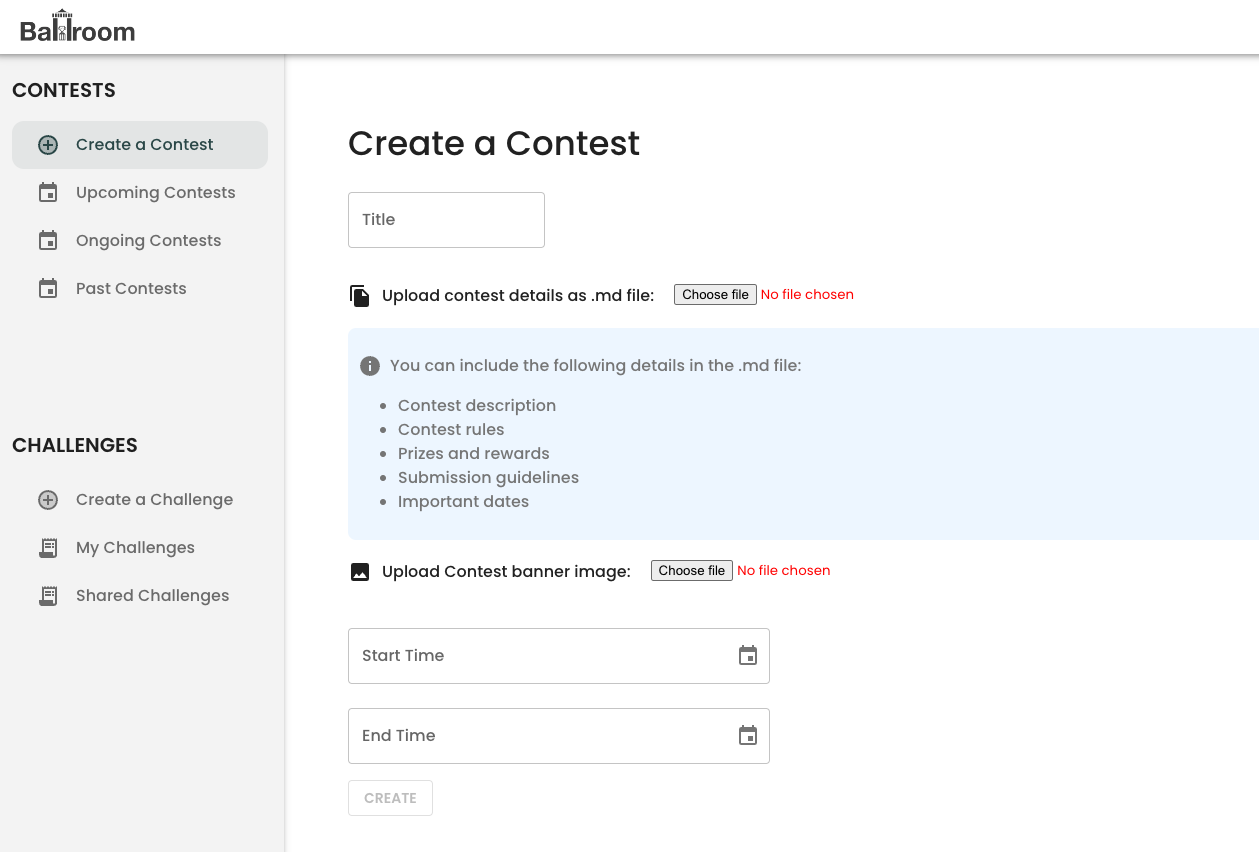 Ballroom
CONTESTS
Create a Contest
Upcoming Contests
Ongoing Contests
Past Contests
CHALLENGES
Create a Challenge
My Challenges
Shared Challenges
Create a Contest
Title
Upload contest details as .md file: Choose file No file chosen
You can include the following details in the .md file:
• Contest description
• Contest rules
• Prizes and rewards
• Submission guidelines
• Important dates
Upload Contest banner image: Choose file No file chosen
Start Time
End Time
CREATE